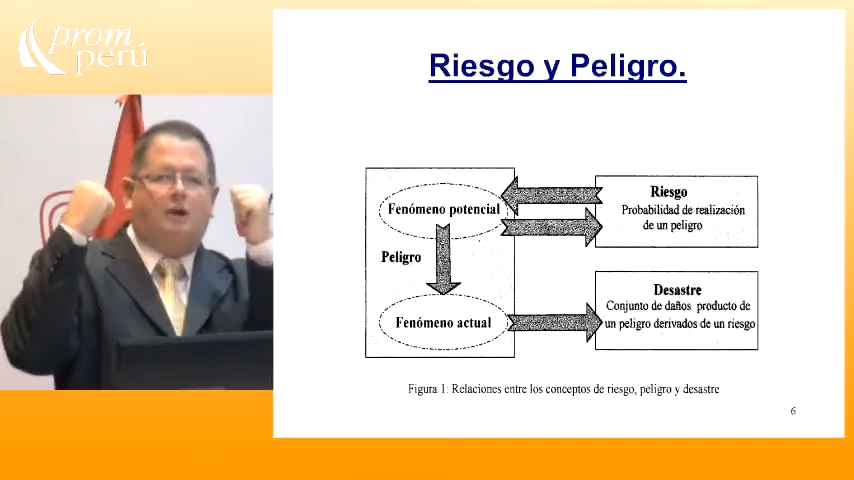 prom
perú
Riesgo y Peligro.
Fenómeno potencial
Peligro
Fenómeno actual
Riesgo
Probabilidad de realización
de un peligro
Desastre
Conjunto de daños producto de
un peligro derivados de un riesgo
Figura 1: Relaciones entre los conceptos de riesgo, peligro y desastre
6